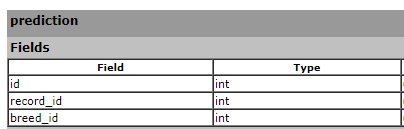 prediction
Fields
Field Type
id int
record_id int
breed_id int